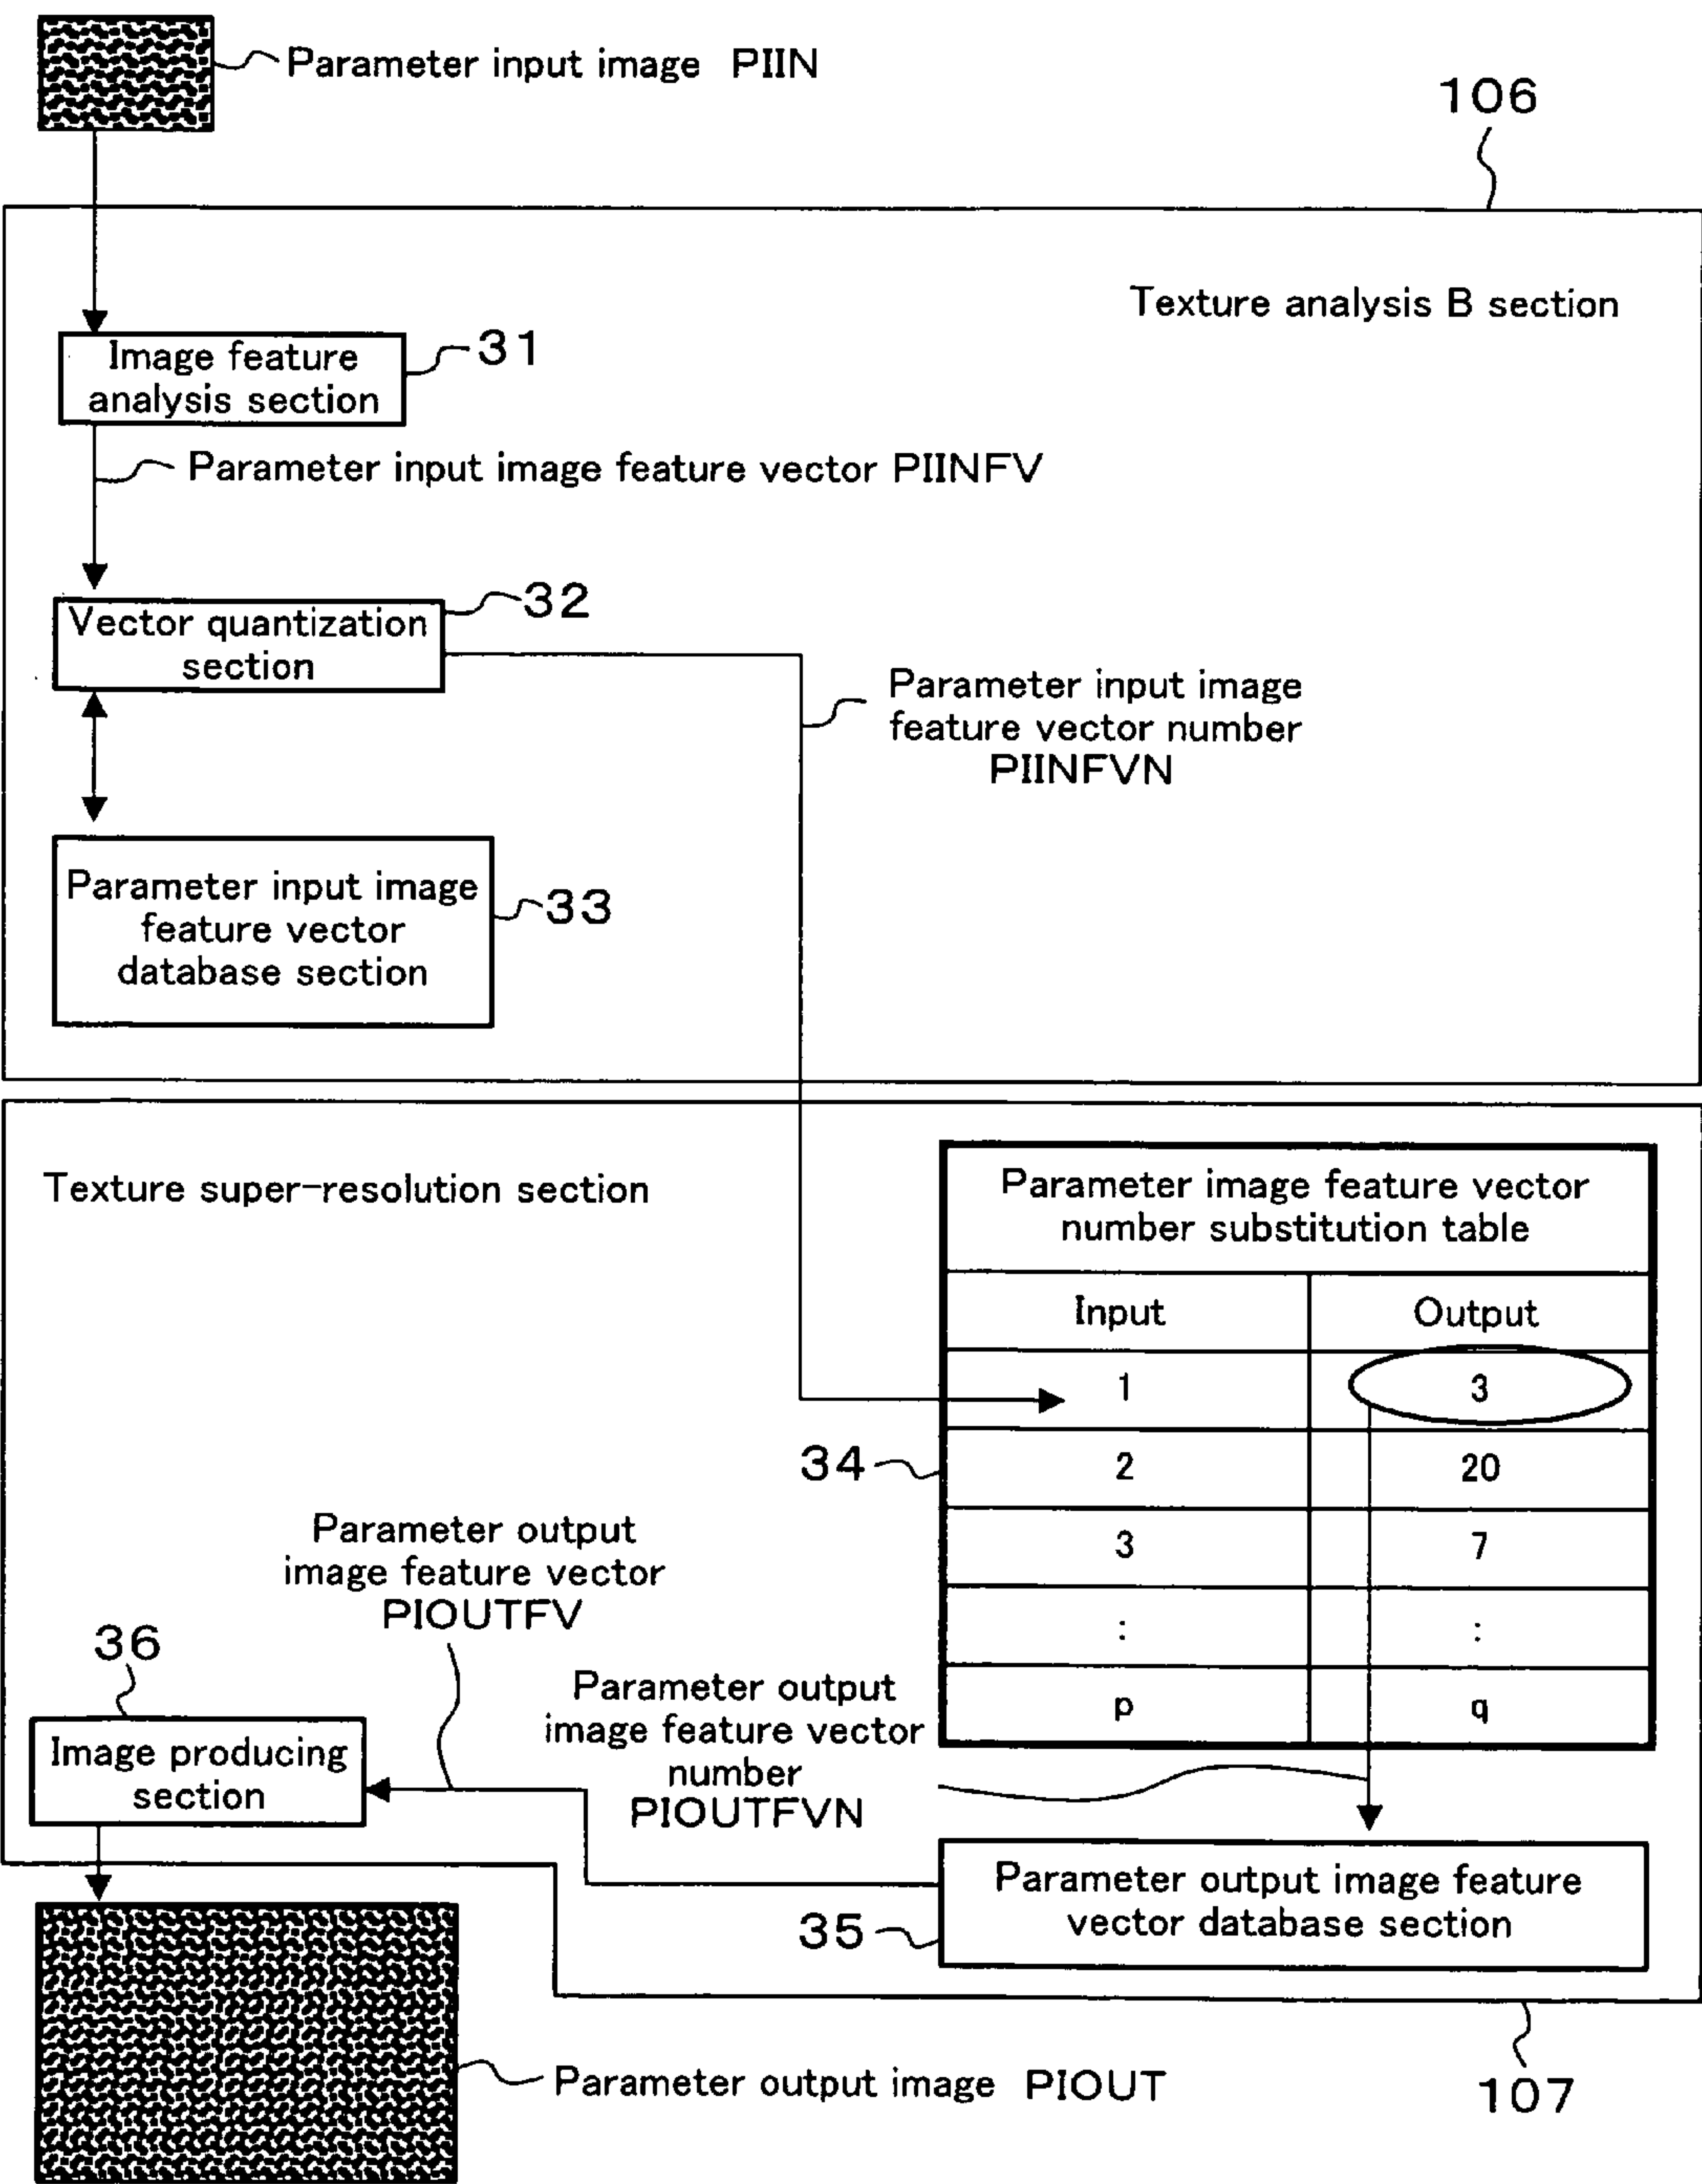 Parameter input image PIIN
106
Texture analysis B section
Image feature
analysis section
31
Parameter input image feature vector PIINFV
Vector quantization
section
32
Parameter input image
feature vector number
PIINFVN
Parameter input image
feature vector
database section
33
Texture super-resolution section
Parameter image feature vector
number substitution table
Input Output
1 3
2 20
3 7
: :
p q
34
Parameter output
image feature vector
PIOUTFV
36
Parameter output
image feature vector
number
PIOUTFVN
Image producing
section
Parameter output image feature
vector database section
35
Parameter output image PIOUT
107